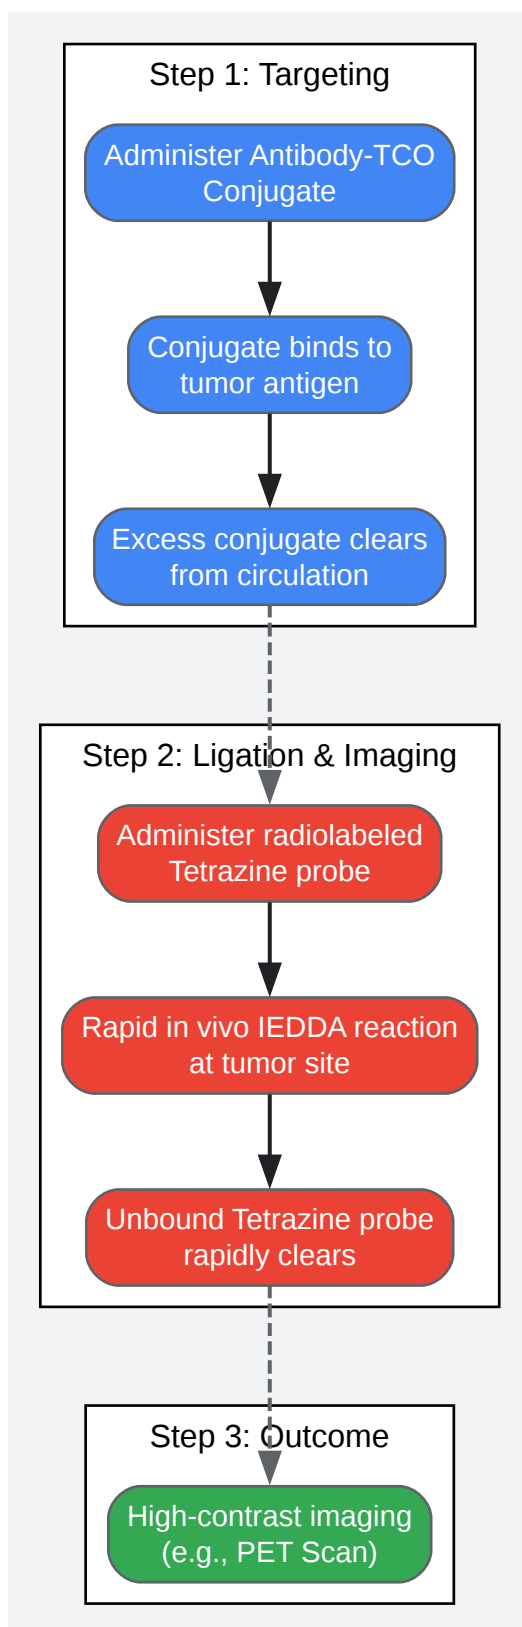 Step 1: Targeting
Administer Antibody-TCO
Conjugate
Conjugate binds to
tumor antigen
Excess conjugate clears
from circulation
Step 2: Ligation & Imaging
Administer radiolabeled
Tetrazine probe
Rapid in vivo IEDDA reaction
at tumor site
Unbound Tetrazine probe
rapidly clears
Step 3: Outcome
High-contrast imaging
(e.g., PET Scan)